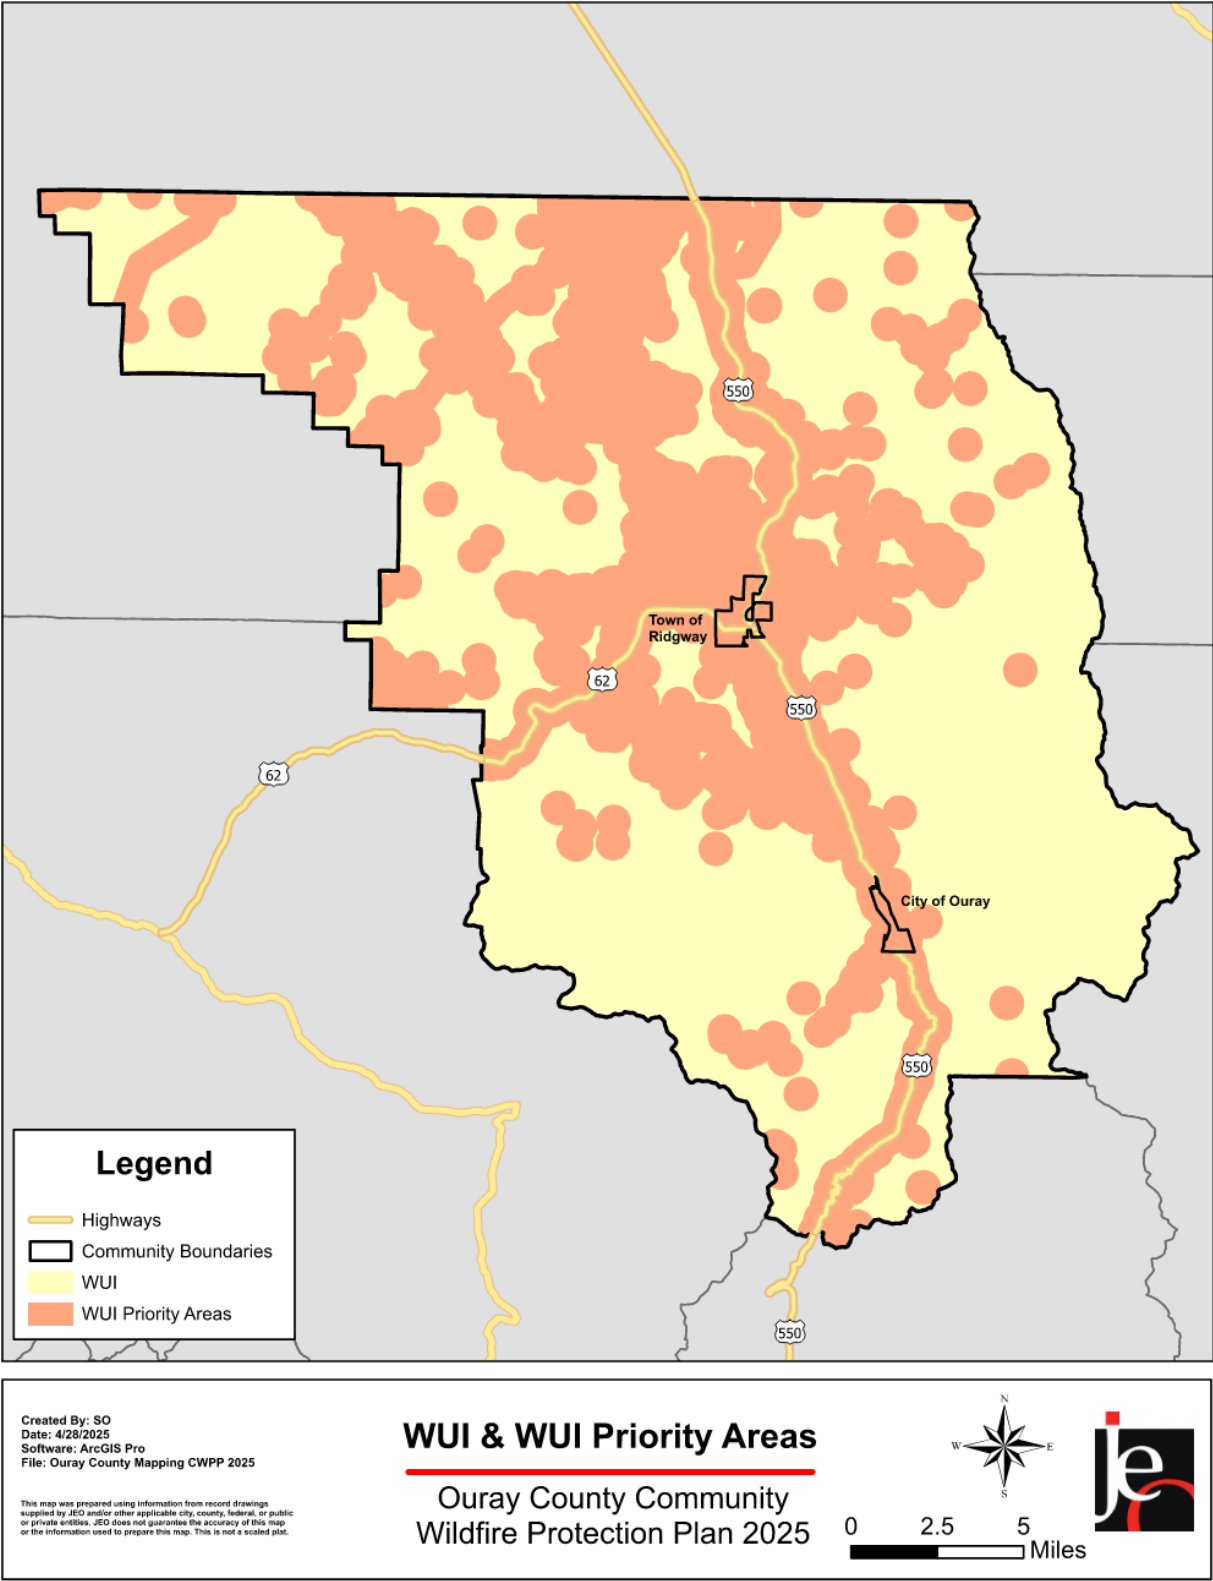 550
Town of
Ridgway
62
550
62
City of Ouray
550
Legend
Highways
Community Boundaries
WUI
WUI Priority Areas
550
Created By: SO
Date: 4/28/2025
Software: ArcGIS Pro
File: Ouray County Mapping CWPP 2025
This map was prepared using information from record drawings
supplied by JEO and/or other applicable city, county, federal, or public
or private entities. JEO does not guarantee the accuracy of this map
or the information used to prepare this map. This is not a scaled plat.
WUI & WUI Priority Areas
Ouray County Community
Wildfire Protection Plan 2025
N
W E
S
0 2.5 5
Miles
jeo